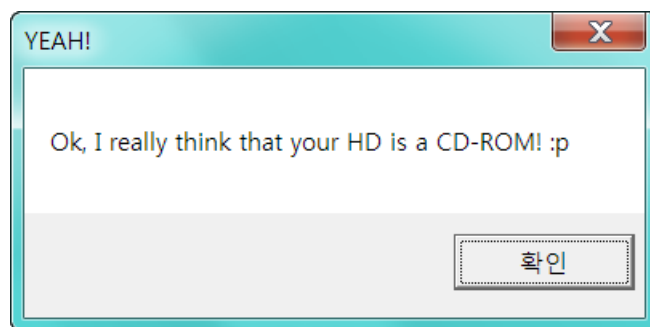 YEAH!
Ok, I really think that your HD is a CD-ROM! :p
확인